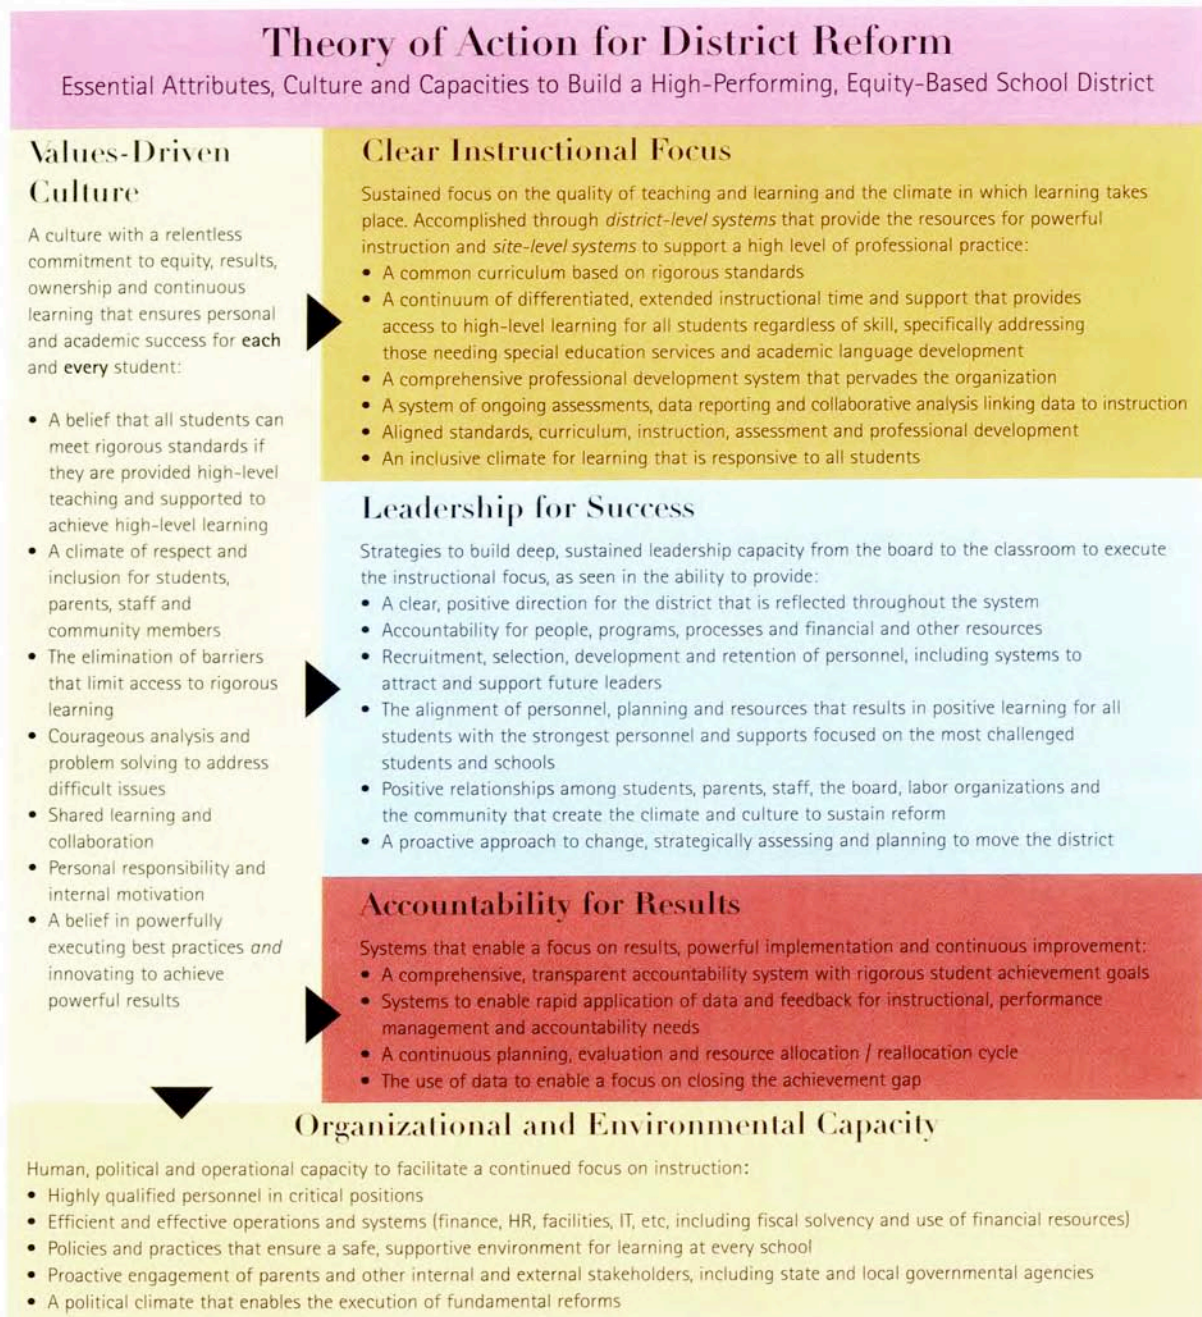 Theory of Action for District Reform
Essential Attributes, Culture and Capacities to Build a High-Performing, Equity-Based School District
Values-Driven
Culture
A culture with a relentless
commitment to equity, results,
ownership and continuous
learning that ensures personal
and academic success for each
and every student:
• A belief that all students can
meet rigorous standards if
they are provided high-level
teaching and supported to
achieve high-level learning
• A climate of respect and
inclusion for students,
parents, staff and
community members
• The elimination of barriers
that limit access to rigorous
learning
• Courageous analysis and
problem solving to address
difficult issues
• Shared learning and
collaboration
• Personal responsibility and
internal motivation
• A belief in powerfully
executing best practices and
innovating to achieve
powerful results
Clear Instructional Focus
Sustained focus on the quality of teaching and learning and the climate in which learning takes
place. Accomplished through district-level systems that provide the resources for powerful
instruction and site-level systems to support a high level of professional practice:
• A common curriculum based on rigorous standards
• A continuum of differentiated, extended instructional time and support that provides
access to high-level learning for all students regardless of skill, specifically addressing
those needing special education services and academic language development
• A comprehensive professional development system that pervades the organization
• A system of ongoing assessments, data reporting and collaborative analysis linking data to instruction
• Aligned standards, curriculum, instruction, assessment and professional development
• An inclusive climate for learning that is responsive to all students
Leadership for Success
Strategies to build deep, sustained leadership capacity from the board to the classroom to execute
the instructional focus, as seen in the ability to provide:
• A clear, positive direction for the district that is reflected throughout the system
• Accountability for people, programs, processes and financial and other resources
• Recruitment, selection, development and retention of personnel, including systems to
attract and support future leaders
• The alignment of personnel, planning and resources that results in positive learning for all
students with the strongest personnel and supports focused on the most challenged
students and schools
• Positive relationships among students, parents, staff, the board, labor organizations and
the community that create the climate and culture to sustain reform
• A proactive approach to change, strategically assessing and planning to move the district
Accountability for Results
Systems that enable a focus on results, powerful implementation and continuous improvement:
• A comprehensive, transparent accountability system with rigorous student achievement goals
• Systems to enable rapid application of data and feedback for instructional, performance
management and accountability needs
• A continuous planning, evaluation and resource allocation / reallocation cycle
• The use of data to enable a focus on closing the achievement gap
Organizational and Environmental Capacity
Human, political and operational capacity to facilitate a continued focus on instruction:
• Highly qualified personnel in critical positions
• Efficient and effective operations and systems (finance, HR, facilities, IT, etc, including fiscal solvency and use of financial resources)
• Policies and practices that ensure a safe, supportive environment for learning at every school
• Proactive engagement of parents and other internal and external stakeholders, including state and local governmental agencies
• A political climate that enables the execution of fundamental reforms